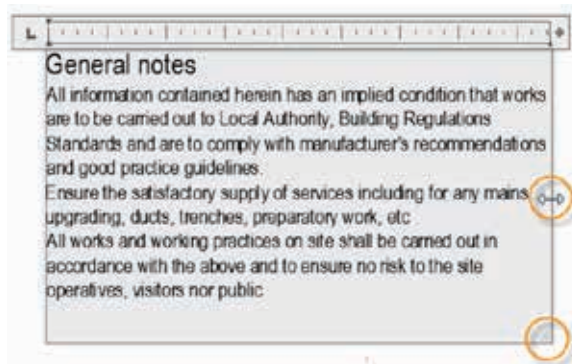 General notes
All information contained herein has an implied condition that works
are to be carried out to Local Authority, Building Regulations
Standards and are to comply with manufacturer's recommendations
and good practice guidelines.
Ensure the satisfactory supply of services including for any mains
upgrading, ducts, trenches, preparatory work, etc
All works and working practices on site shall be carried out in
accordance with the above and to ensure no risk to the site
operatives, visitors nor public